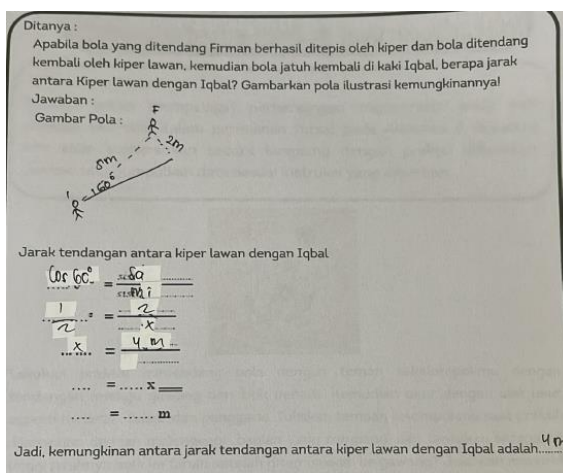 Ditanya :
Apabila bola yang ditendang Firman berhasil ditepis oleh kiper dan bola ditendang
kembali oleh kiper lawan, kemudian bola jatuh kembali di kaki Iqbal, berapa jarak
antara Kiper lawan dengan Iqbal? Gambarkan pola ilustrasi kemungkinannya!
Jawaban :
Gambar Pola :
F
8m
2m
60°
I
Jarak tendangan antara kiper lawan dengan Iqbal
Cos 60° = sa
mi
1 = 2
2 x
x = 4 m
.... = ..... x
.... = ...... m
Jadi, kemungkinan antara jarak tendangan antara kiper lawan dengan Iqbal adalah 4 m